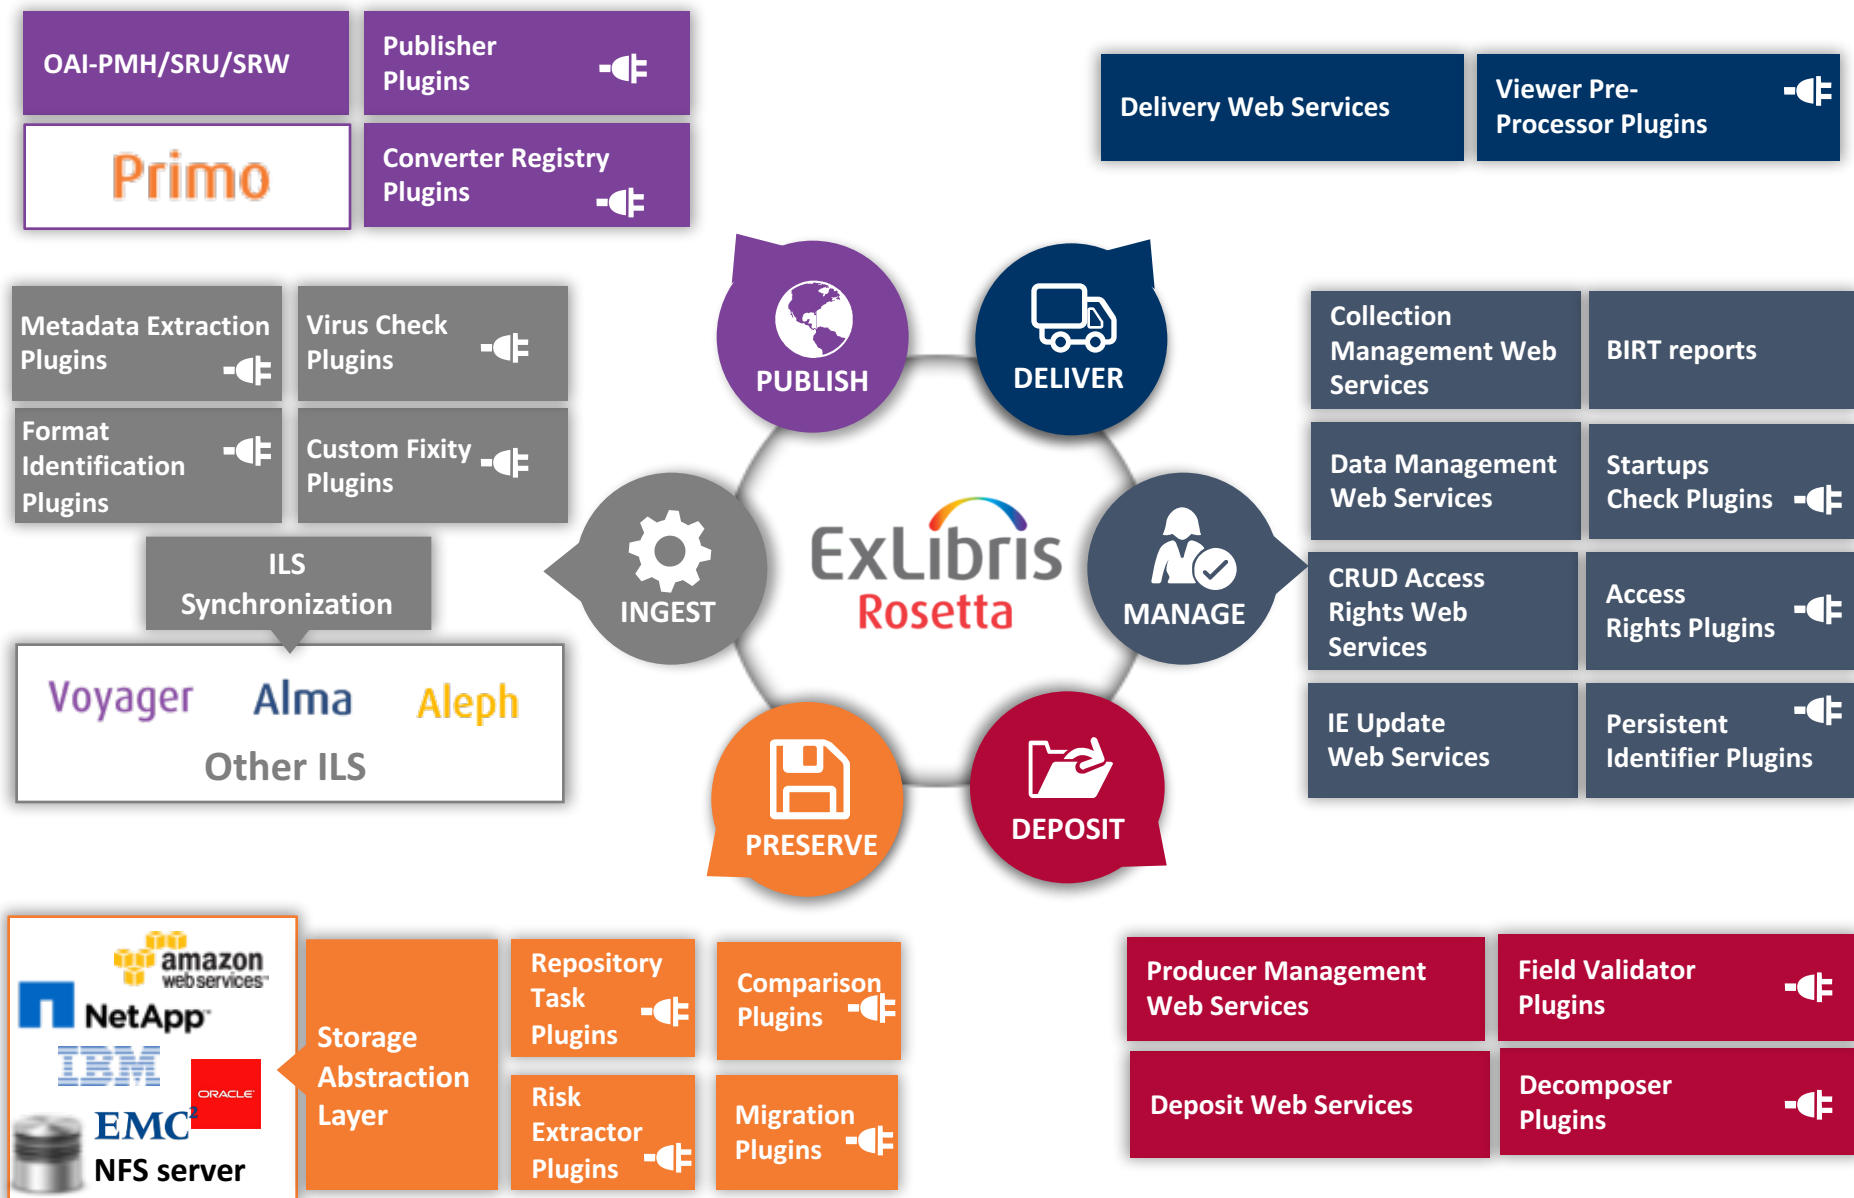 OAI-PMH/SRU/SRW
Publisher
Plugins
Primo
Converter Registry
Plugins
Delivery Web Services
Viewer Pre-
Processor Plugins
PUBLISH
DELIVER
Metadata Extraction
Plugins
Virus Check
Plugins
Format
Identification
Plugins
Custom Fixity
Plugins
ILS
Synchronization
Voyager Alma Aleph
Other ILS
INGEST
ExLibris
Rosetta
MANAGE
Collection
Management Web
Services
BIRT reports
Data Management
Web Services
Startups
Check Plugins
CRUD Access
Rights Web
Services
Access
Rights Plugins
IE Update
Web Services
Persistent
Identifier Plugins
PRESERVE
DEPOSIT
amazon
webservices™
NetApp™
IBM
ORACLE
EMC²
NFS server
Storage
Abstraction
Layer
Repository
Task
Plugins
Comparison
Plugins
Risk
Extractor
Plugins
Migration
Plugins
Producer Management
Web Services
Field Validator
Plugins
Deposit Web Services
Decomposer
Plugins